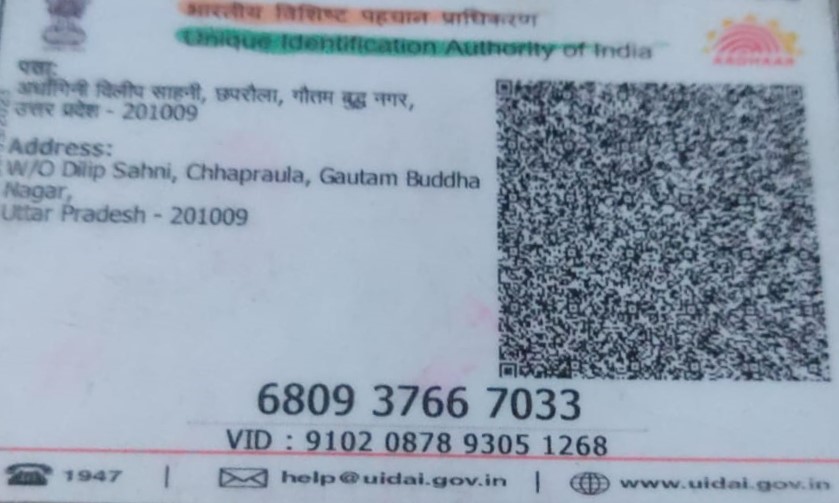 भारतीय विशिष्ट पहचान प्राधिकरण
Unique Identification Authority of India
AADHAAR
पता:
अर्धांगिनी दिलीप साहनी, छपरौला, गौतम बुद्ध नगर,
उत्तर प्रदेश - 201009
Address:
W/O Dilip Sahni, Chhapraula, Gautam Buddha
Nagar,
Uttar Pradesh - 201009
6809 3766 7033
VID : 9102 0878 9305 1268
1947 | help@uidai.gov.in | www.uidai.gov.in